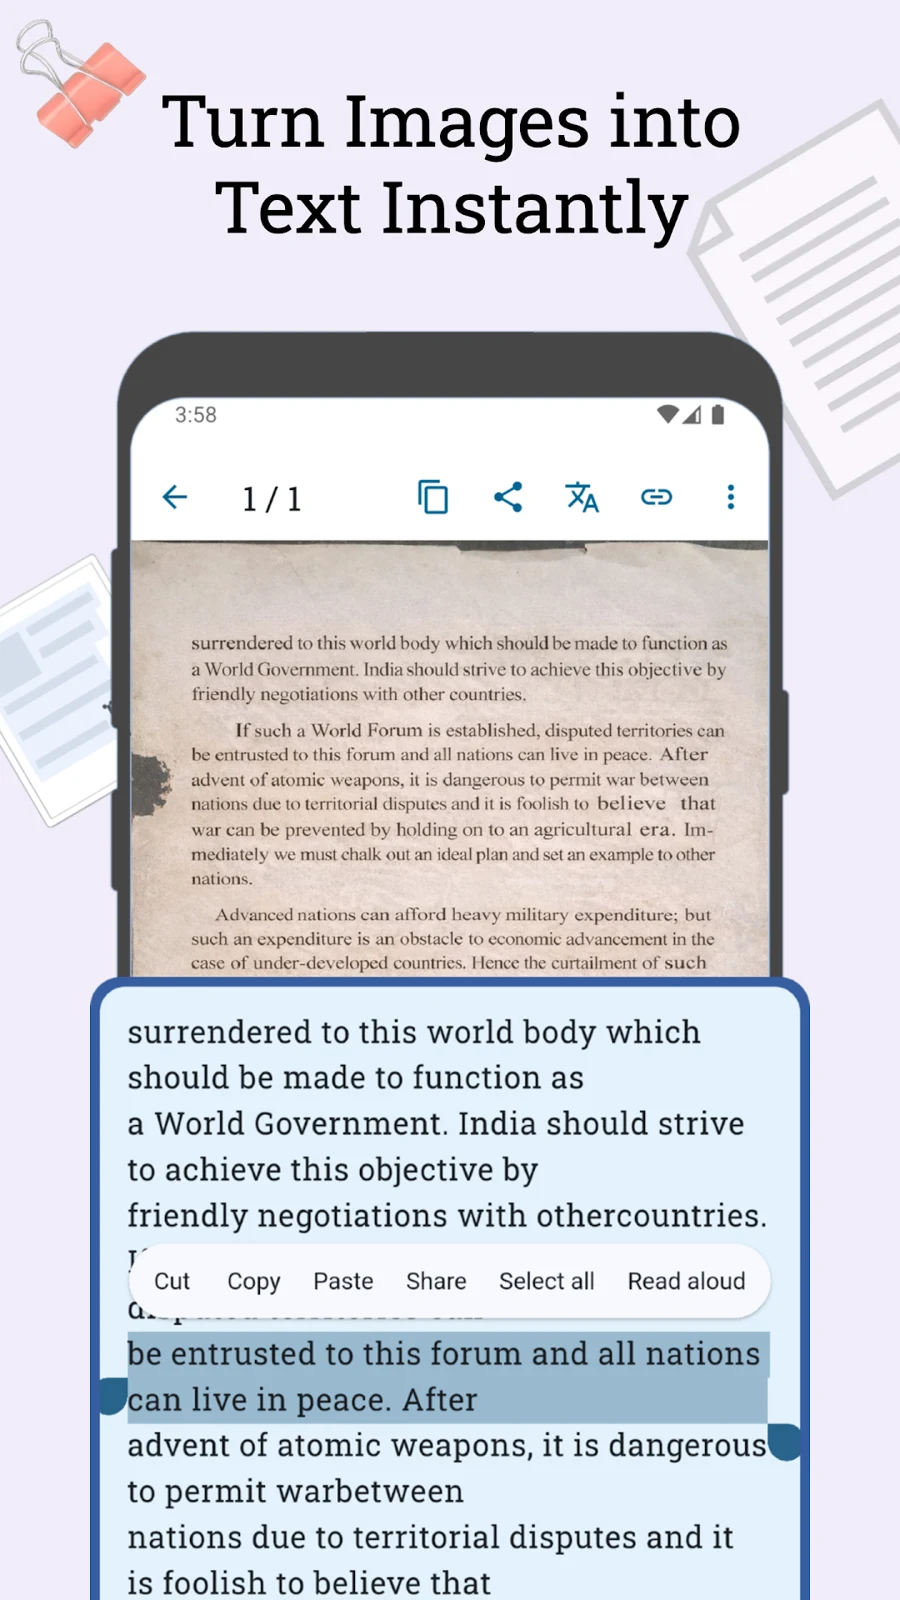 Turn Images into
Text Instantly
3:58
1 / 1
surrendered to this world body which should be made to function as
a World Government. India should strive to achieve this objective by
friendly negotiations with other countries.
If such a World Forum is established, disputed territories can
be entrusted to this forum and all nations can live in peace. After
advent of atomic weapons, it is dangerous to permit war between
nations due to territorial disputes and it is foolish to believe that
war can be prevented by holding on to an agricultural era. Im-
mediately we must chalk out an ideal plan and set an example to other
nations.
Advanced nations can afford heavy military expenditure; but
such an expenditure is an obstacle to economic advancement in the
case of under-developed countries. Hence the curtailment of such
surrendered to this world body which
should be made to function as
a World Government. India should strive
to achieve this objective by
friendly negotiations with othercountries.
Cut Copy Paste Share Select all Read aloud
disputed territories can
be entrusted to this forum and all nations
can live in peace. After
advent of atomic weapons, it is dangerous
to permit warbetween
nations due to territorial disputes and it
is foolish to believe that